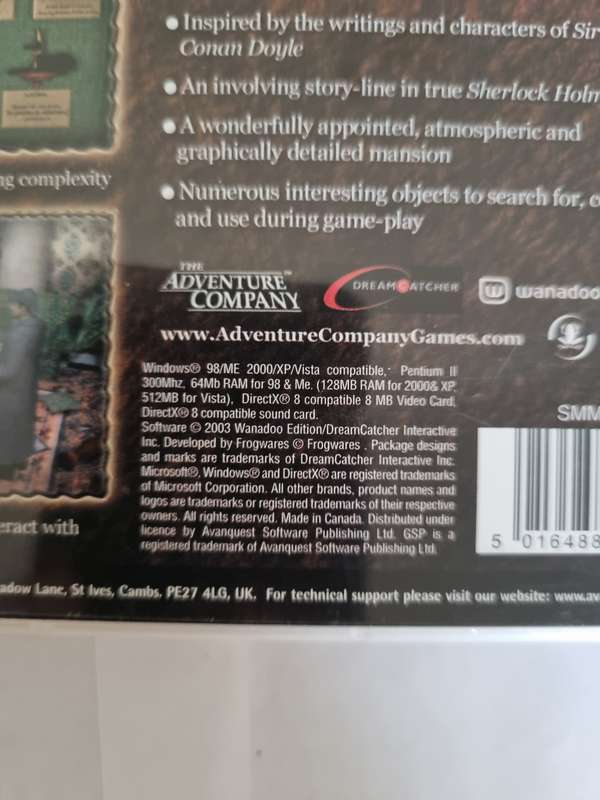 • Inspired by the writings and characters of Sir
Conan Doyle
• An involving story-line in true Sherlock Holm
• A wonderfully appointed, atmospheric and
graphically detailed mansion
ng complexity
• Numerous interesting objects to search for, c
and use during game-play
THE
ADVENTURE
COMPANY™
DREAMCATCHER
wanadoo
www.AdventureCompanyGames.com
Windows® 98/ME 2000/XP/Vista compatible, Pentium II
300Mhz, 64Mb RAM for 98 & Me. (128MB RAM for 2000& XP,
512MB for Vista), DirectX® 8 compatible 8 MB Video Card,
DirectX® 8 compatible sound card.
Software © 2003 Wanadoo Edition/DreamCatcher Interactive
Inc. Developed by Frogwares © Frogwares . Package designs
and marks are trademarks of DreamCatcher Interactive Inc.
Microsoft®, Windows® and DirectX® are registered trademarks
of Microsoft Corporation. All other brands, product names and
logos are trademarks or registered trademarks of their respective
owners. All rights reserved. Made in Canada. Distributed under
licence by Avanquest Software Publishing Ltd. GSP is a
registered trademark of Avanquest Software Publishing Ltd.
SMM
5 016488
eract with
adow Lane, St Ives, Cambs, PE27 4LG, UK. For technical support please visit our website: www.av